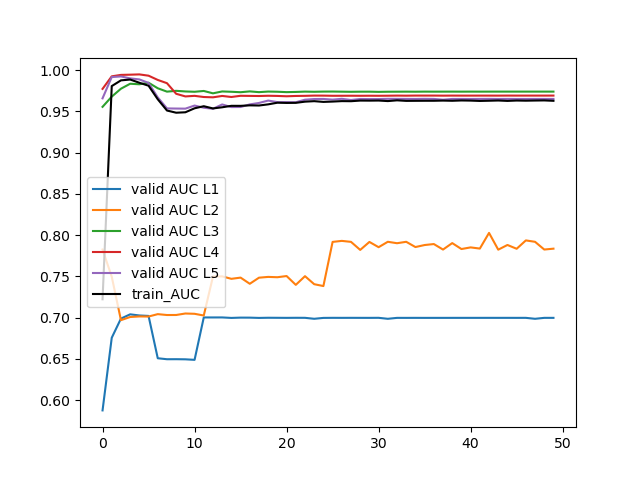 1.00
0.95
0.90
0.85
0.80
0.75
0.70
0.65
0.60
valid AUC L1
valid AUC L2
valid AUC L3
valid AUC L4
valid AUC L5
train_AUC
0 10 20 30 40 50